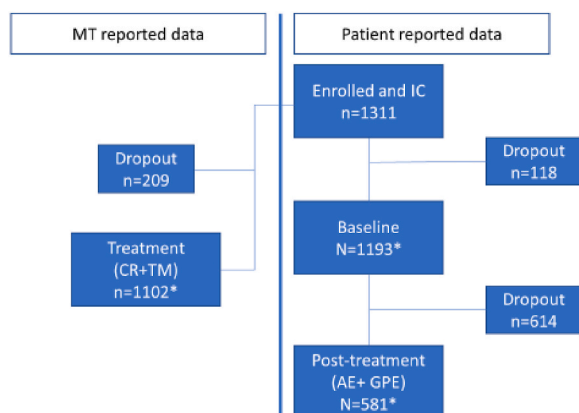 MT reported data
Patient reported data
Enrolled and IC
n=1311
Dropout
n=209
Dropout
n=118
Treatment
(CR+TM)
n=1102*
Baseline
N=1193*
Dropout
n=614
Post-treatment
(AE+ GPE)
N=581*